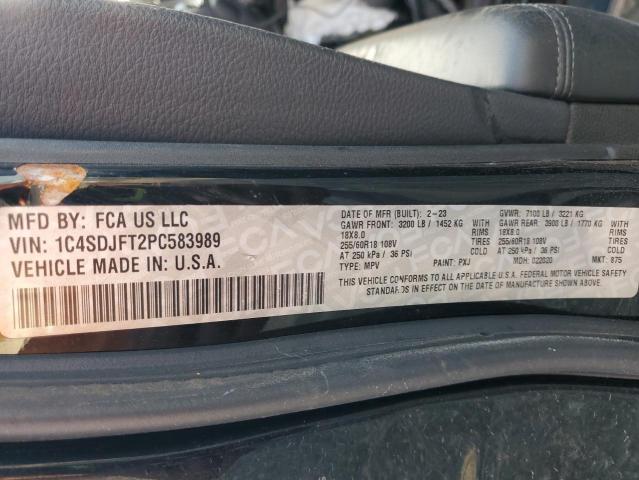 MFD BY: FCA US LLC
VIN: 1C4SDJFT2PC583989
VEHICLE MADE IN: U.S.A.
DATE OF MFR (BUILT): 2-23
GAWR FRONT: 3200 LB / 1452 KG WITH
18X8.0 RIMS
255/60R18 108V TIRES
AT 250 kPa / 36 PSI COLD
TYPE: MPV PAINT: PXJ
GVWR: 7100 LB / 3221 KG
GAWR REAR: 3900 LB / 1770 KG WITH
18X8.0 RIMS
255/60R18 108V TIRES
AT 250 kPa / 36 PSI COLD
MDH: 022020 MKT: 875
THIS VEHICLE CONFORMS TO ALL APPLICABLE U.S.A. FEDERAL MOTOR VEHICLE SAFETY
STANDARDS IN EFFECT ON THE DATE OF MANUFACTURE SHOWN ABOVE.